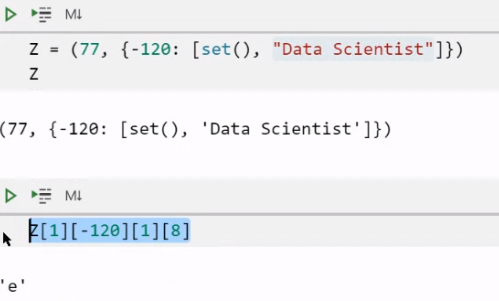 M↓
Z = (77, {-120: [set(), "Data Scientist"]})
Z
(77, {-120: [set(), 'Data Scientist']})
M↓
Z[1][-120][1][8]
'e'